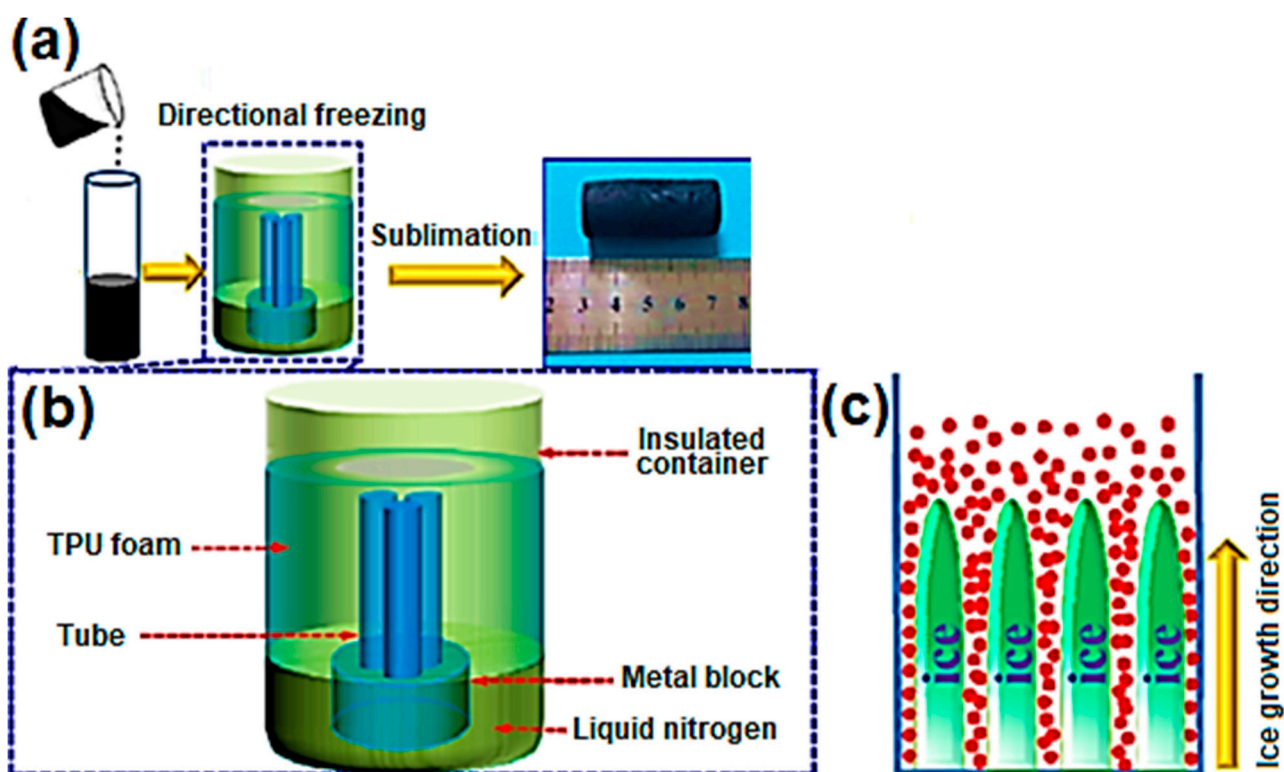 (a)
Directional freezing
Sublimation
2 3 4 5 6 7 8
(b)
Insulated
container
TPU foam
Tube
Metal block
Liquid nitrogen
(c)
ice ice ice ice
Ice growth direction